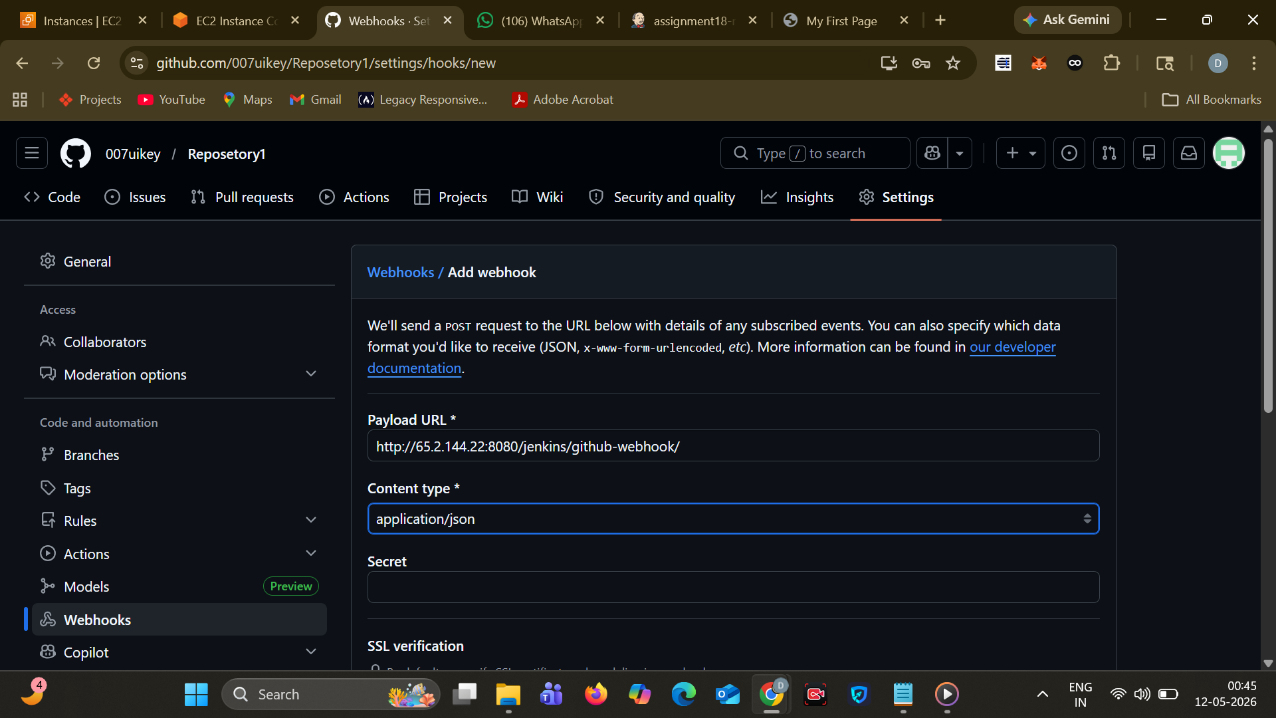 Instances | EC2
EC2 Instance Co
Webhooks · Set
(106) WhatsApp
assignment18-r
My First Page
Ask Gemini
github.com/007uikey/Reposetory1/settings/hooks/new
D
Projects
YouTube
Maps
Gmail
Legacy Responsive...
Adobe Acrobat
All Bookmarks
007uikey / Reposetory1
Type / to search
Code
Issues
Pull requests
Actions
Projects
Wiki
Security and quality
Insights
Settings
General
Access
Collaborators
Moderation options
Code and automation
Branches
Tags
Rules
Actions
Models
Preview
Webhooks
Copilot
Webhooks / Add webhook
We'll send a POST request to the URL below with details of any subscribed events. You can also specify which data
format you'd like to receive (JSON, x-www-form-urlencoded, etc). More information can be found in our developer
documentation.
Payload URL *
http://65.2.144.22:8080/jenkins/github-webhook/
Content type *
application/json
Secret
SSL verification
4
Search
D
ENG
IN
00:45
12-05-2026